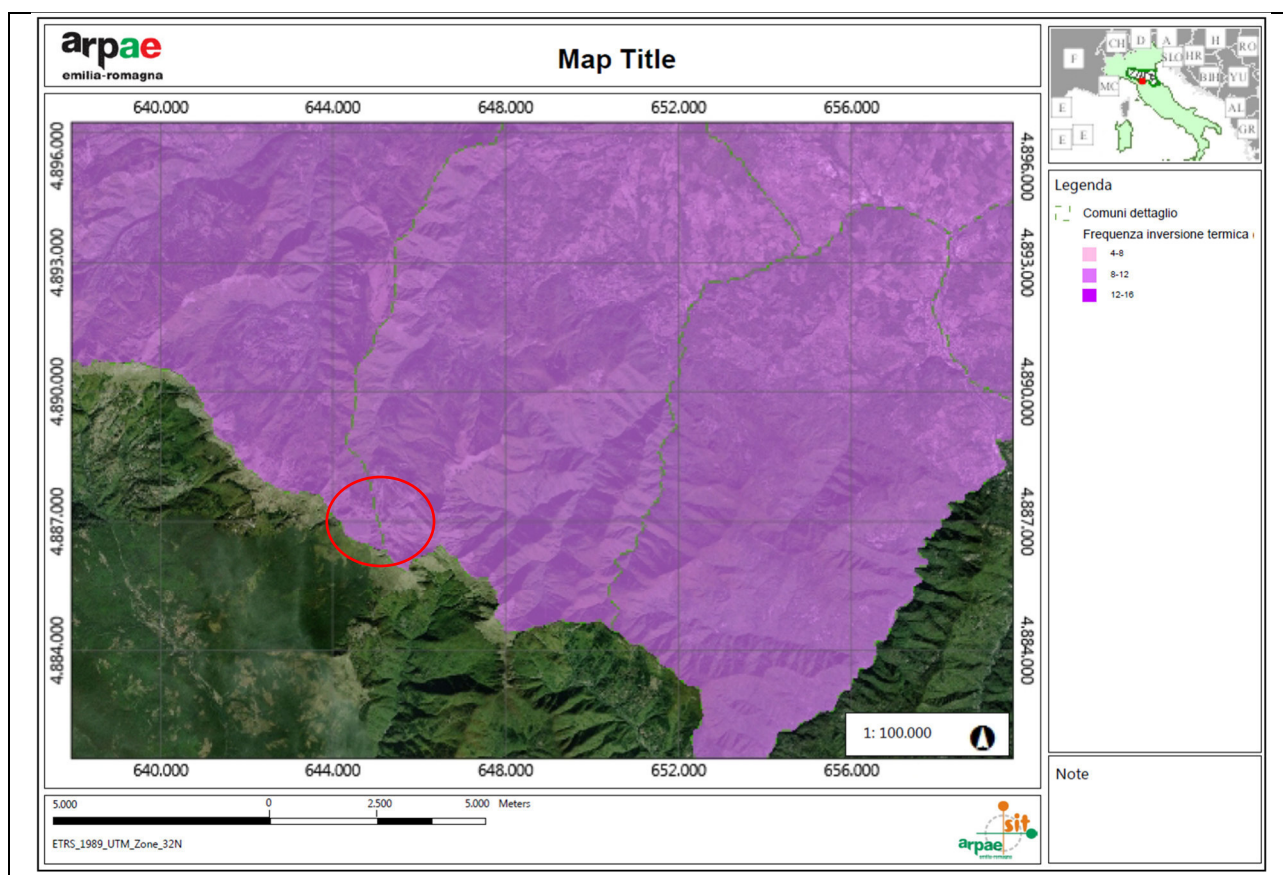 arpae
emilia-romagna
Map Title
640.000 644.000 648.000 652.000 656.000
4.896.000
4.893.000
4.890.000
4.887.000
4.884.000
4.896.000
4.893.000
4.890.000
4.887.000
4.884.000
1: 100.000
640.000 644.000 648.000 652.000 656.000
5.000 0 2.500 5.000 Meters
ETRS_1989_UTM_Zone_32N
sit
arpae
emilia-romagna
CH D A H RO
F SLO HR
MC BIH YU
E AL
E E GR
Legenda
Comuni dettaglio
Frequenza inversione termica (
4-8
8-12
12-16
Note